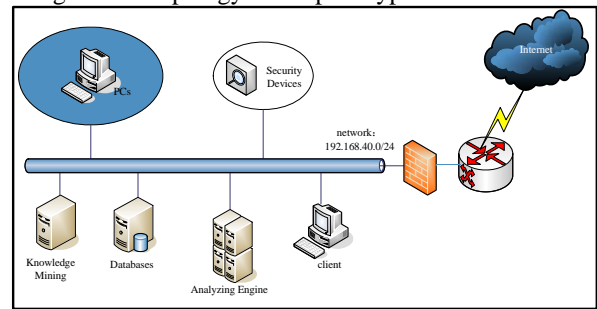 Internet
PCs
Security
Devices
network:
192.168.40.0/24
Knowledge
Mining
Databases
Analyzing Engine
client